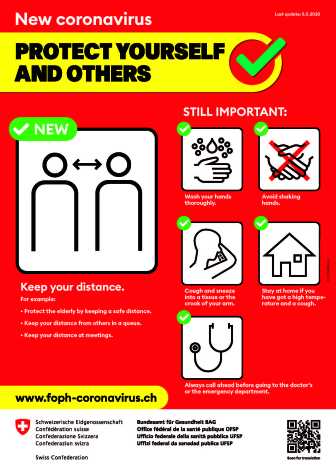 New coronavirus
Last update: 5.3.2020
PROTECT YOURSELF
AND OTHERS
NEW
Keep your distance.
For example:
• Protect the elderly by keeping a safe distance.
• Keep your distance from others in a queue.
• Keep your distance at meetings.
STILL IMPORTANT:
Wash your hands
thoroughly.
Avoid shaking
hands.
Cough and sneeze
into a tissue or the
crook of your arm.
Stay at home if you
have got a high tempe-
rature and a cough.
Always call ahead before going to the doctor's
or the emergency department.
www.foph-coronavirus.ch
Schweizerische Eidgenossenschaft
Confédération suisse
Confederazione Svizzera
Confederaziun svizra
Swiss Confederation
Bundesamt für Gesundheit BAG
Office fédéral de la santé publique OFSP
Ufficio federale della sanità pubblica UFSP
Uffizi federal da sanadad publica UFSP
Scan for translation